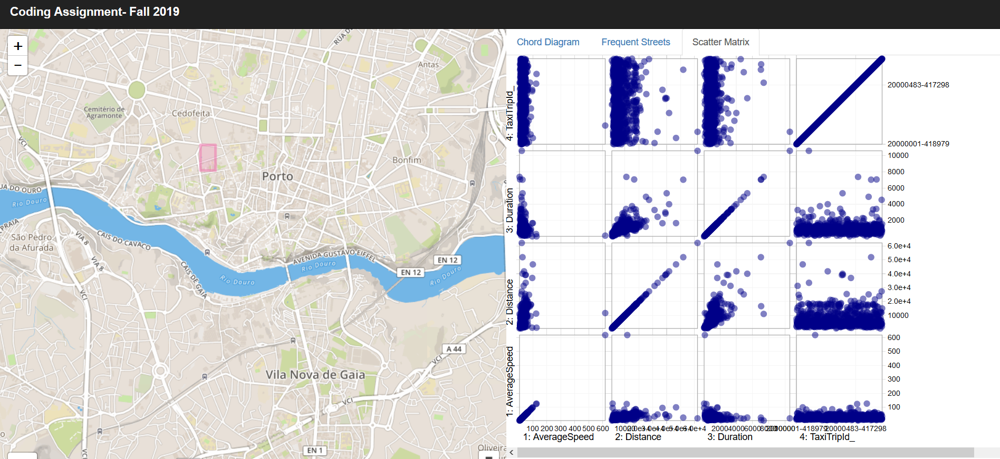 Coding Assignment- Fall 2019
+
−
RUA D
Antas
Cemitério de
Agramonte
Cedofeita
VCI
Bonfim
Porto
UA DO OURO
Rio Douro
PRAIA
São Pedro
da Afurada
VIA 8
CAIS DO CAVACO
VIA 8
CAIS DE GAIA
Rio Douro
AVENIDA GUSTAVO EIFFEL
Rio Douro
EN 12
EN 12
Rio Douro
VCI
A 44
VCI
Vila Nova de Gaia
VCI
VCI
EN 1
Oliveira
Chord Diagram
Frequent Streets
Scatter Matrix
4: TaxiTripId_
20000483-417298
20000001-418979
3: Duration
10000
8000
6000
4000
2000
2: Distance
6.0e+4
5.0e+4
4.0e+4
3.0e+4
2.0e+4
10000
1: AverageSpeed
600
500
400
300
200
100
100 200 300 400 500 600
10000 2.0e+4 3.0e+4 4.0e+4 5.0e+4 6.0e+4
2000 4000 6000 8000 10000
20000001-418979 20000483-417298
1: AverageSpeed
2: Distance
3: Duration
4: TaxiTripId_